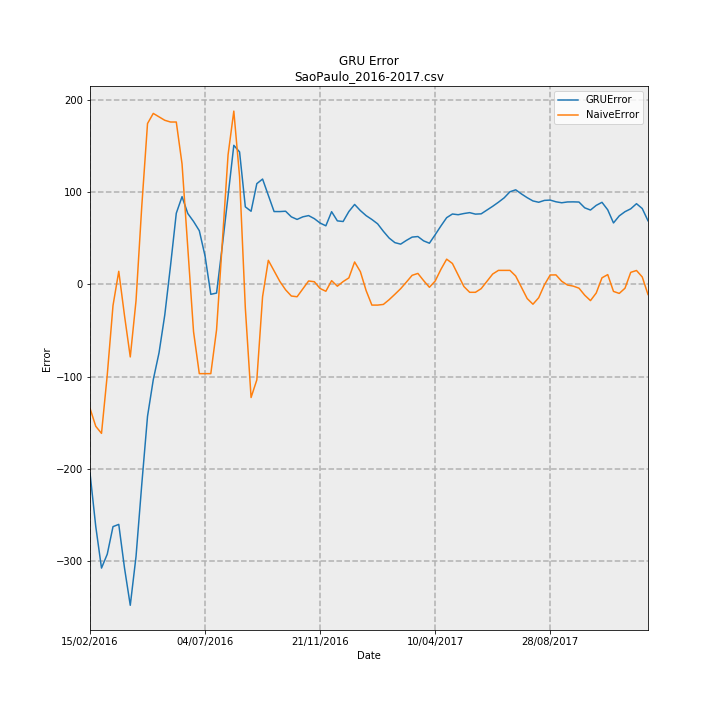 GRU Error
SaoPaulo_2016-2017.csv
GRUError
NaiveError
200
100
0
−100
−200
−300
Error
15/02/2016
04/07/2016
21/11/2016
10/04/2017
28/08/2017
Date